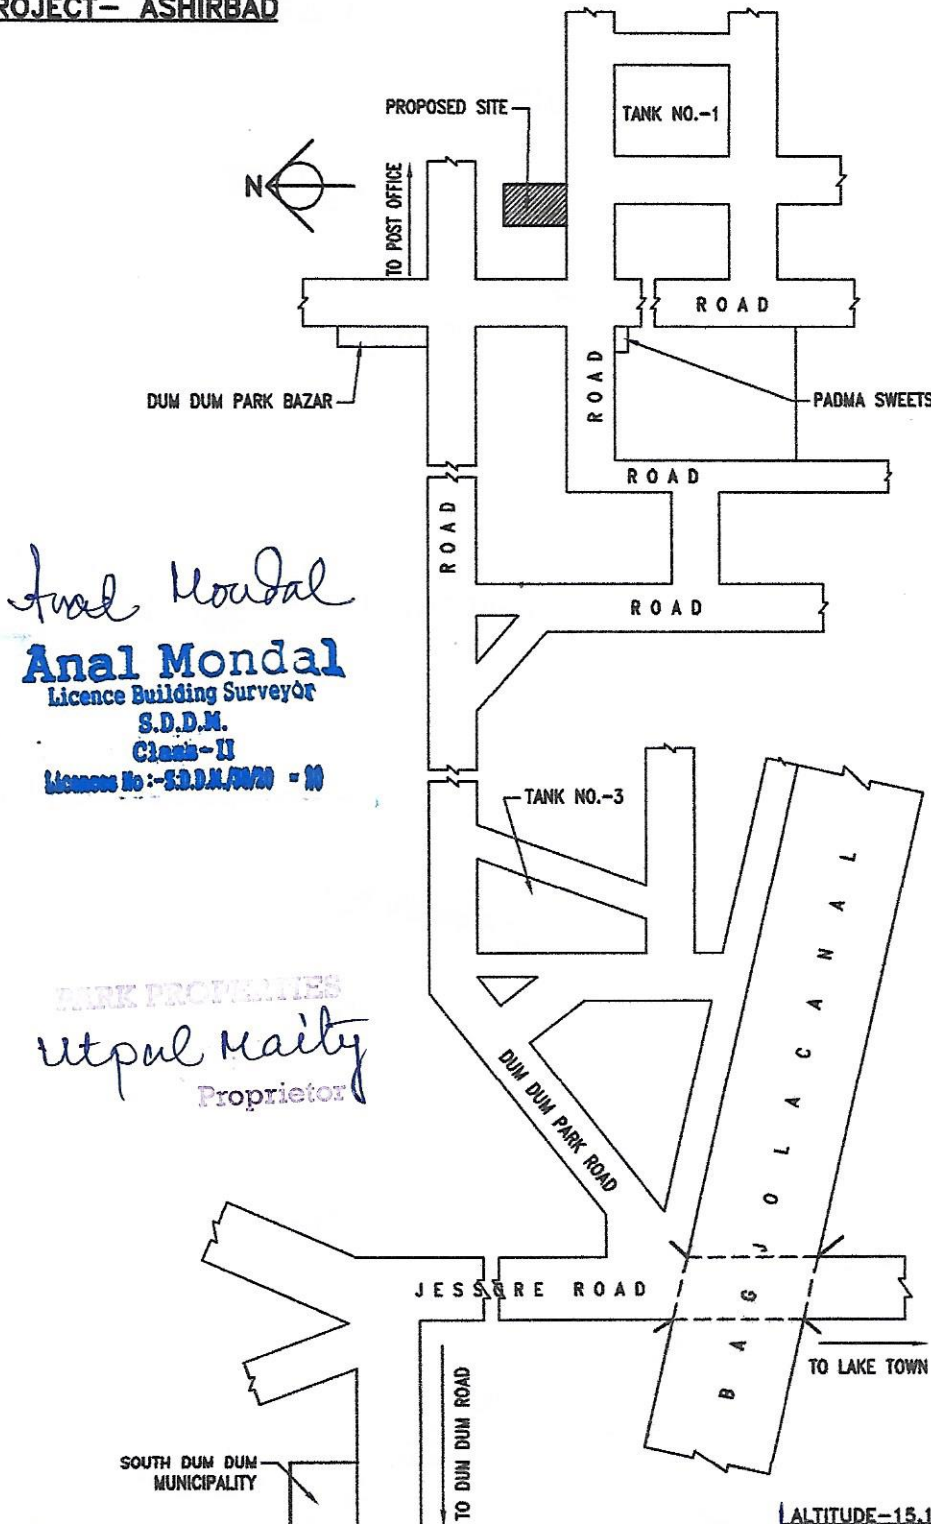 ROJECT- ASHIRBAD
PROPOSED SITE
TANK NO.-1
N
TO POST OFFICE
ROAD
DUM DUM PARK BAZAR
ROAD
PADMA SWEETS
ROAD
ROAD
ROAD
Anal Mondal
Anal Mondal
Licence Building Surveyor
S.D.D.M.
Class-II
TANK NO.-3
PARK PROPERTIES
Utpal Maity
Proprietor
DUM DUM PARK ROAD
BAGJOLA CANAL
JESSORE ROAD
TO LAKE TOWN
TO DUM DUM ROAD
SOUTH DUM DUM
MUNICIPALITY
ALTITUDE-15.1